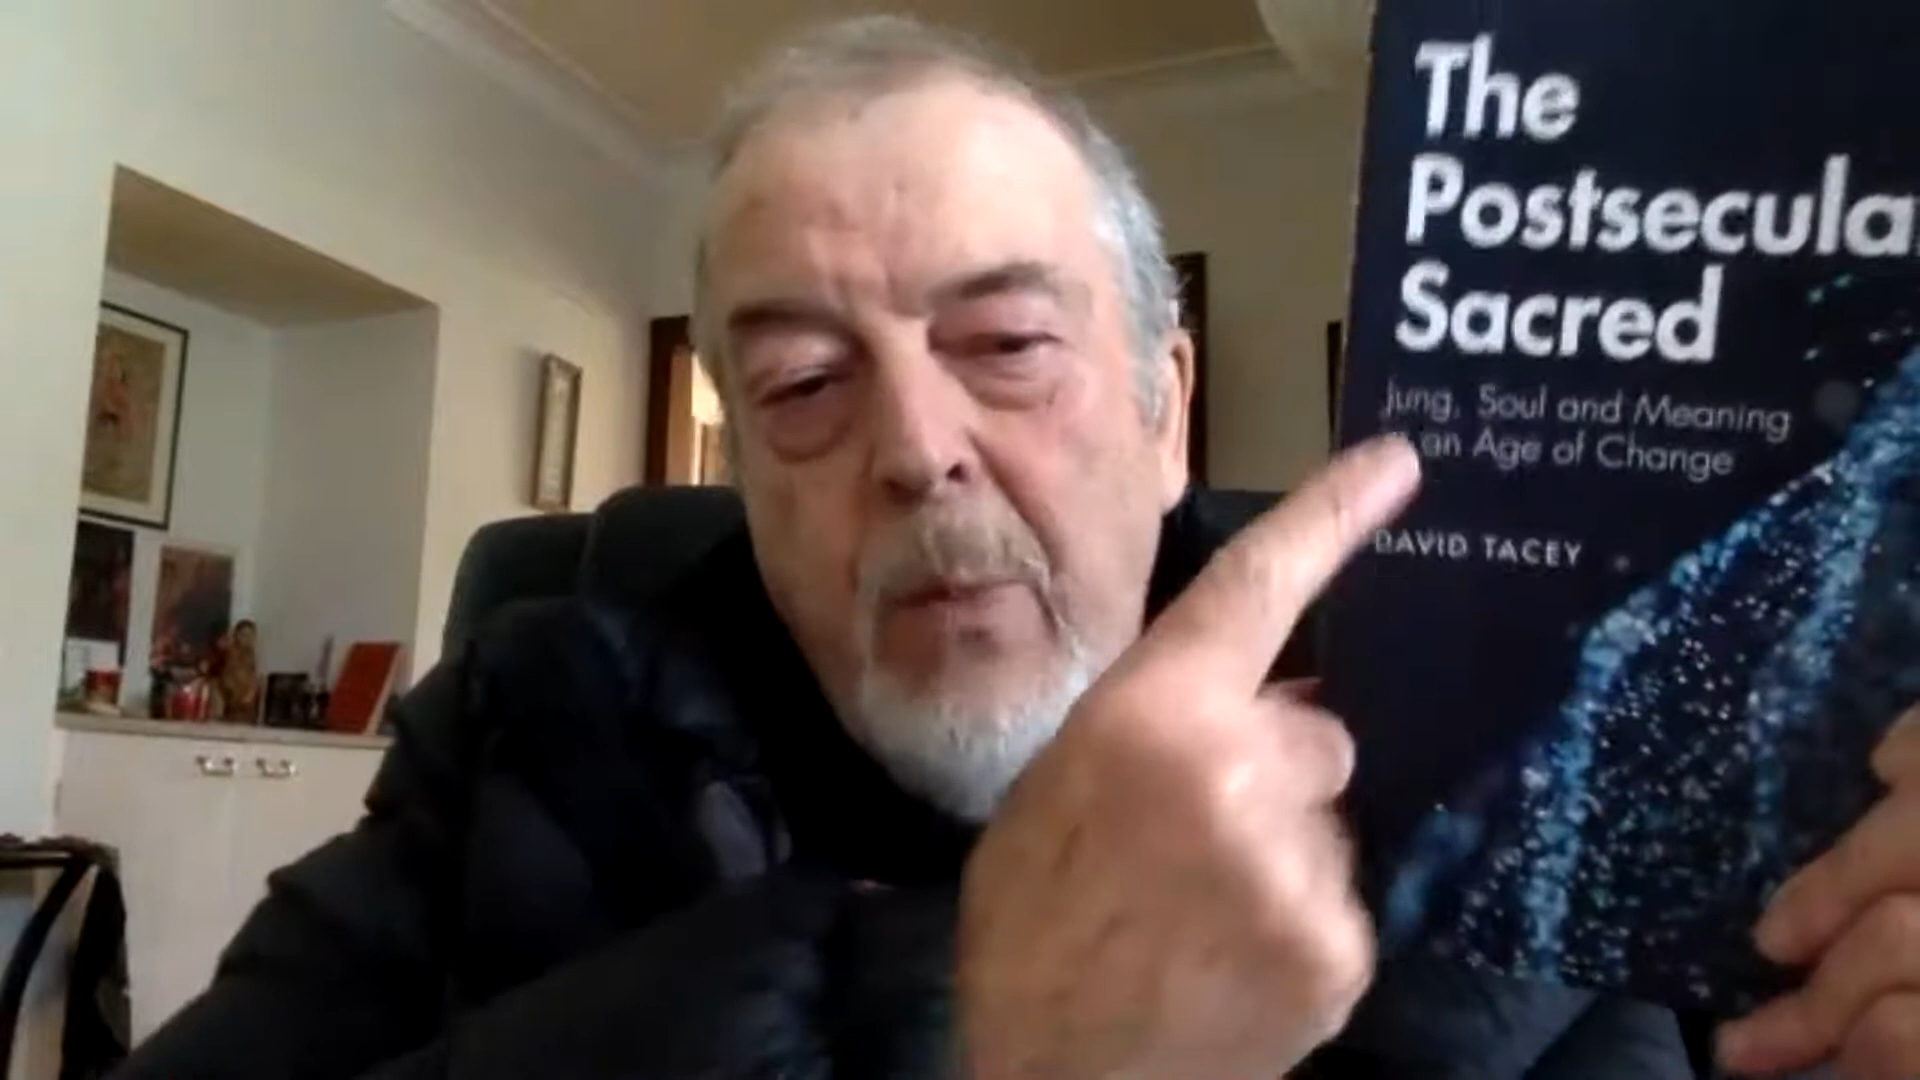 The
Postsecula
Sacred
Jung, Soul and Meaning
an Age of Change
DAVID TACEY